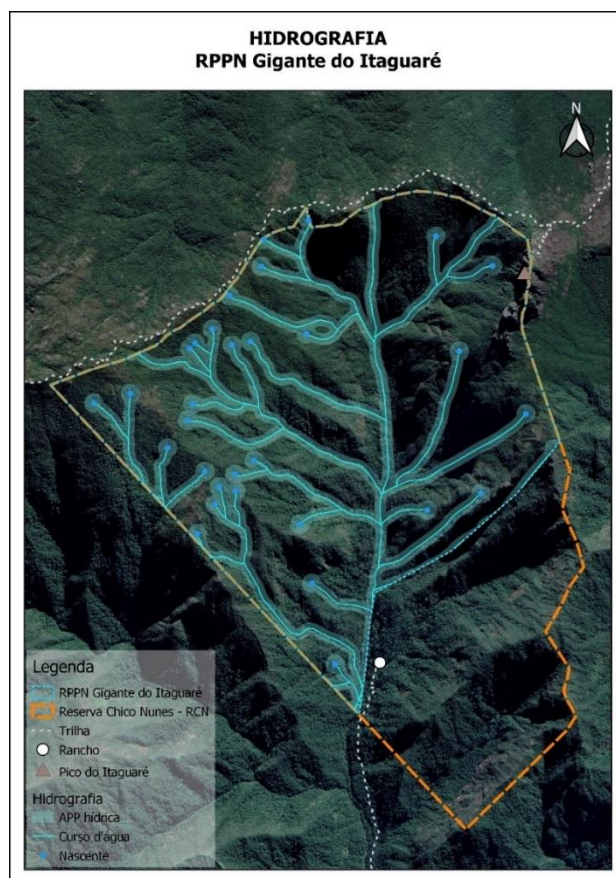 HIDROGRAFIA
RPPN Gigante do Itaguaré
N
Legenda
RPPN Gigante do Itaguaré
Reserva Chico Nunes - RCN
Trilha
Rancho
Pico do Itaguaré
Hidrografia
APP hídrica
Curso d'água
Nascente